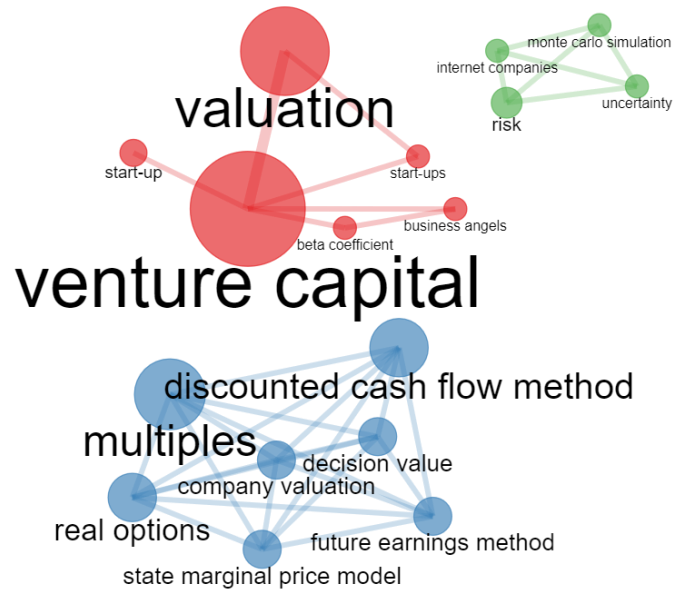 monte carlo simulation
internet companies
valuation
uncertainty
risk
start-up
start-ups
business angels
beta coefficient
venture capital
discounted cash flow method
multiples
decision value
company valuation
real options
future earnings method
state marginal price model